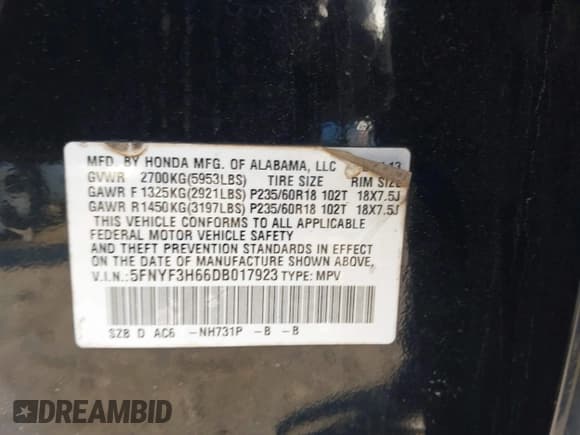 MFD. BY HONDA MFG. OF ALABAMA, LLC 13
GVWR 2700KG(5953LBS) TIRE SIZE RIM SIZE
GAWR F 1325KG(2921LBS) P235/60R18 102T 18X7.5J
GAWR R1450KG(3197LBS) P235/60R18 102T 18X7.5J
THIS VEHICLE CONFORMS TO ALL APPLICABLE
FEDERAL MOTOR VEHICLE SAFETY
AND THEFT PREVENTION STANDARDS IN EFFECT
ON THE DATE OF MANUFACTURE SHOWN ABOVE.
V.I.N.: 5FNYF3H66DB017923 TYPE: MPV
SZB D AC6 -NH731P -B -B
DREAMBID